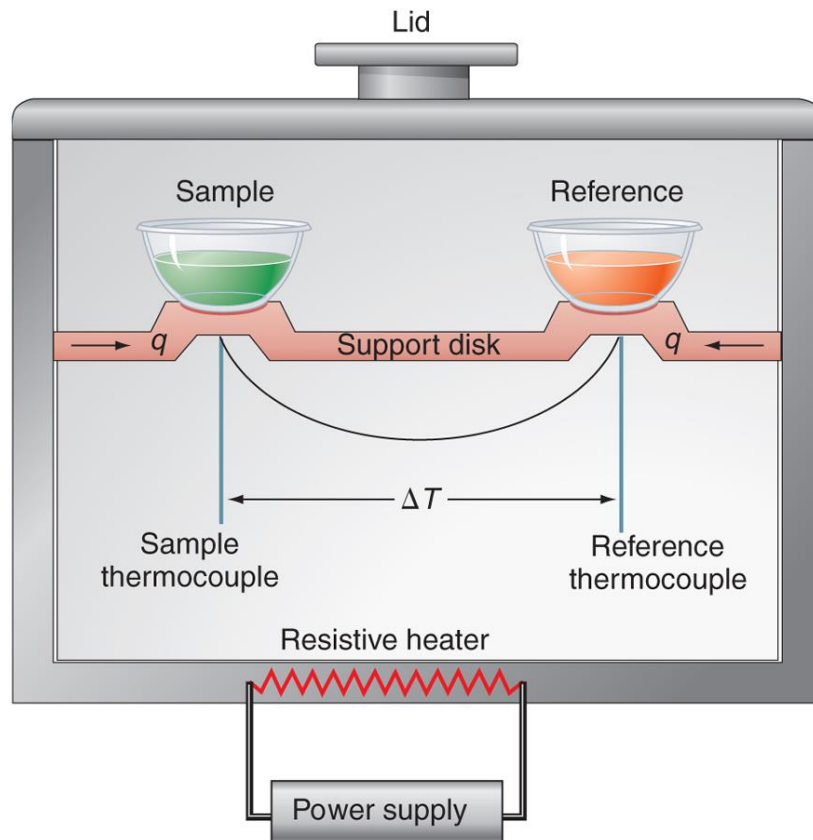 Lid
Sample
Reference
q
Support disk
q
ΔT
Sample
thermocouple
Reference
thermocouple
Resistive heater
Power supply